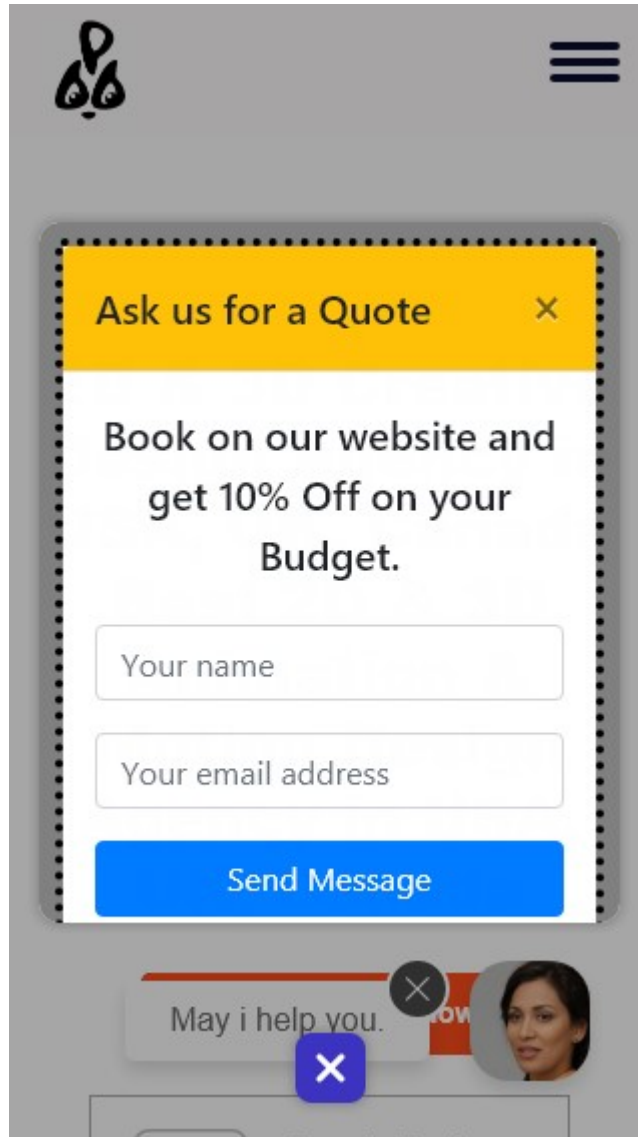 Ask us for a Quote ×
Book on our website and
get 10% Off on your
Budget.
Your name
Your email address
Send Message
May i help you.